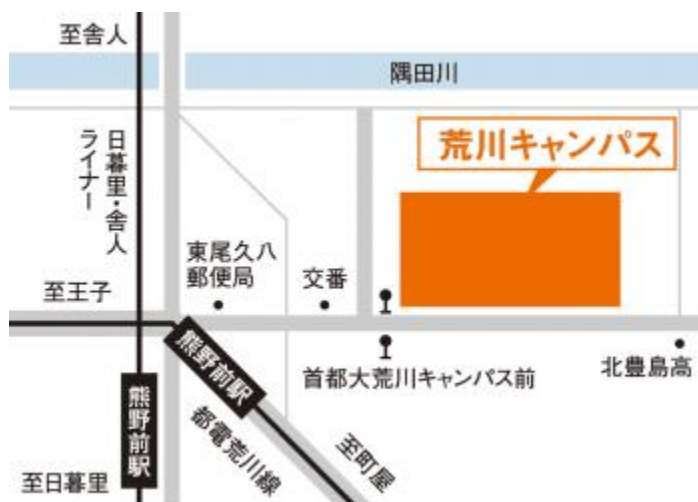 至舎人
隅田川
荒川キャンパス
日暮里・舎人
ライナー
東尾久八
郵便局
交番
至王子
熊野前駅
首都大荒川キャンパス前
北豊島高
熊野前駅
都電荒川線
至町屋
至日暮里